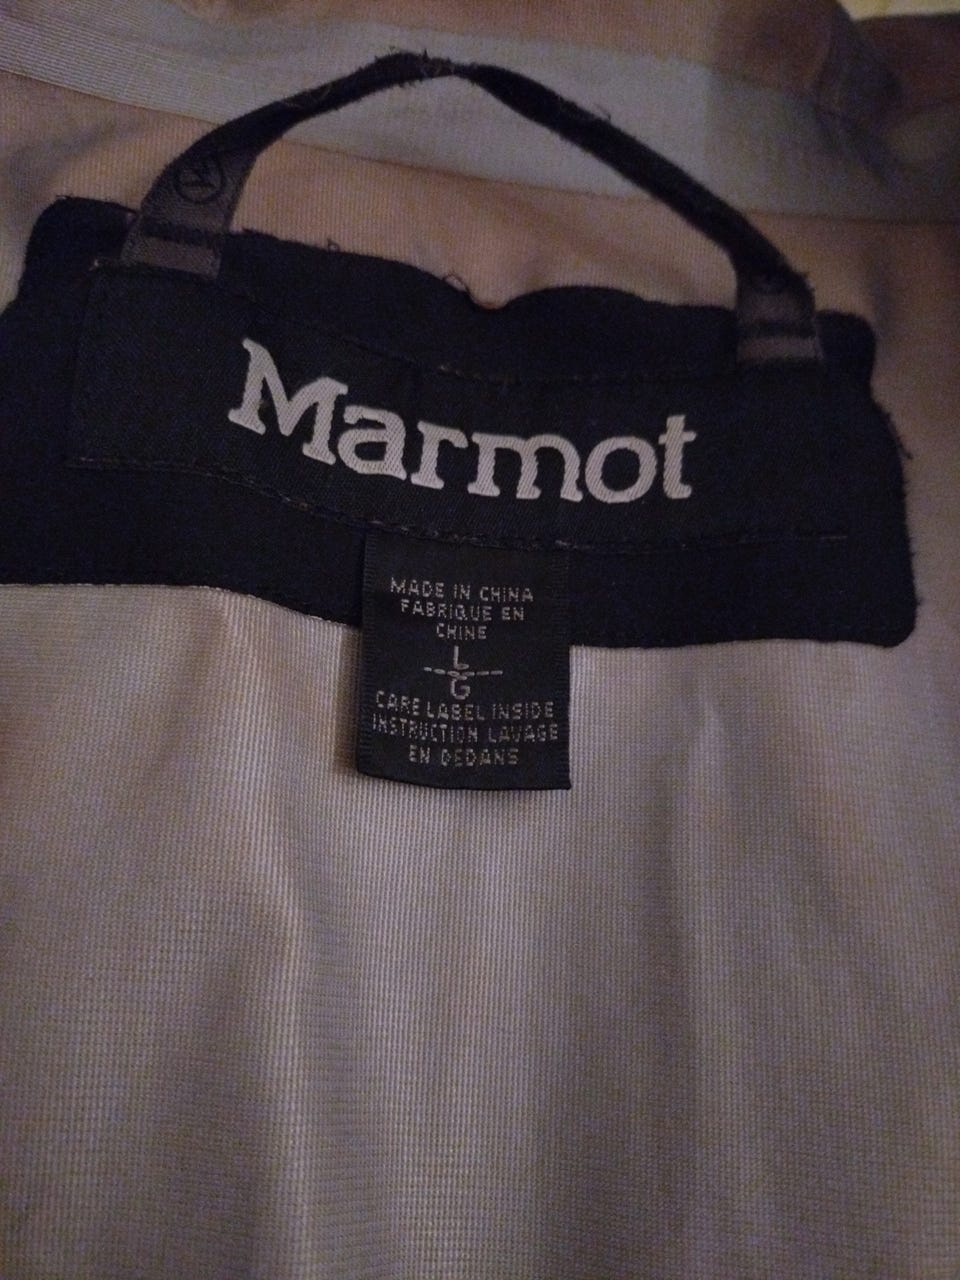 Marmot
MADE IN CHINA
FABRIQUE EN
CHINE
L
G
CARE LABEL INSIDE
INSTRUCTION LAVAGE
EN DEDANS